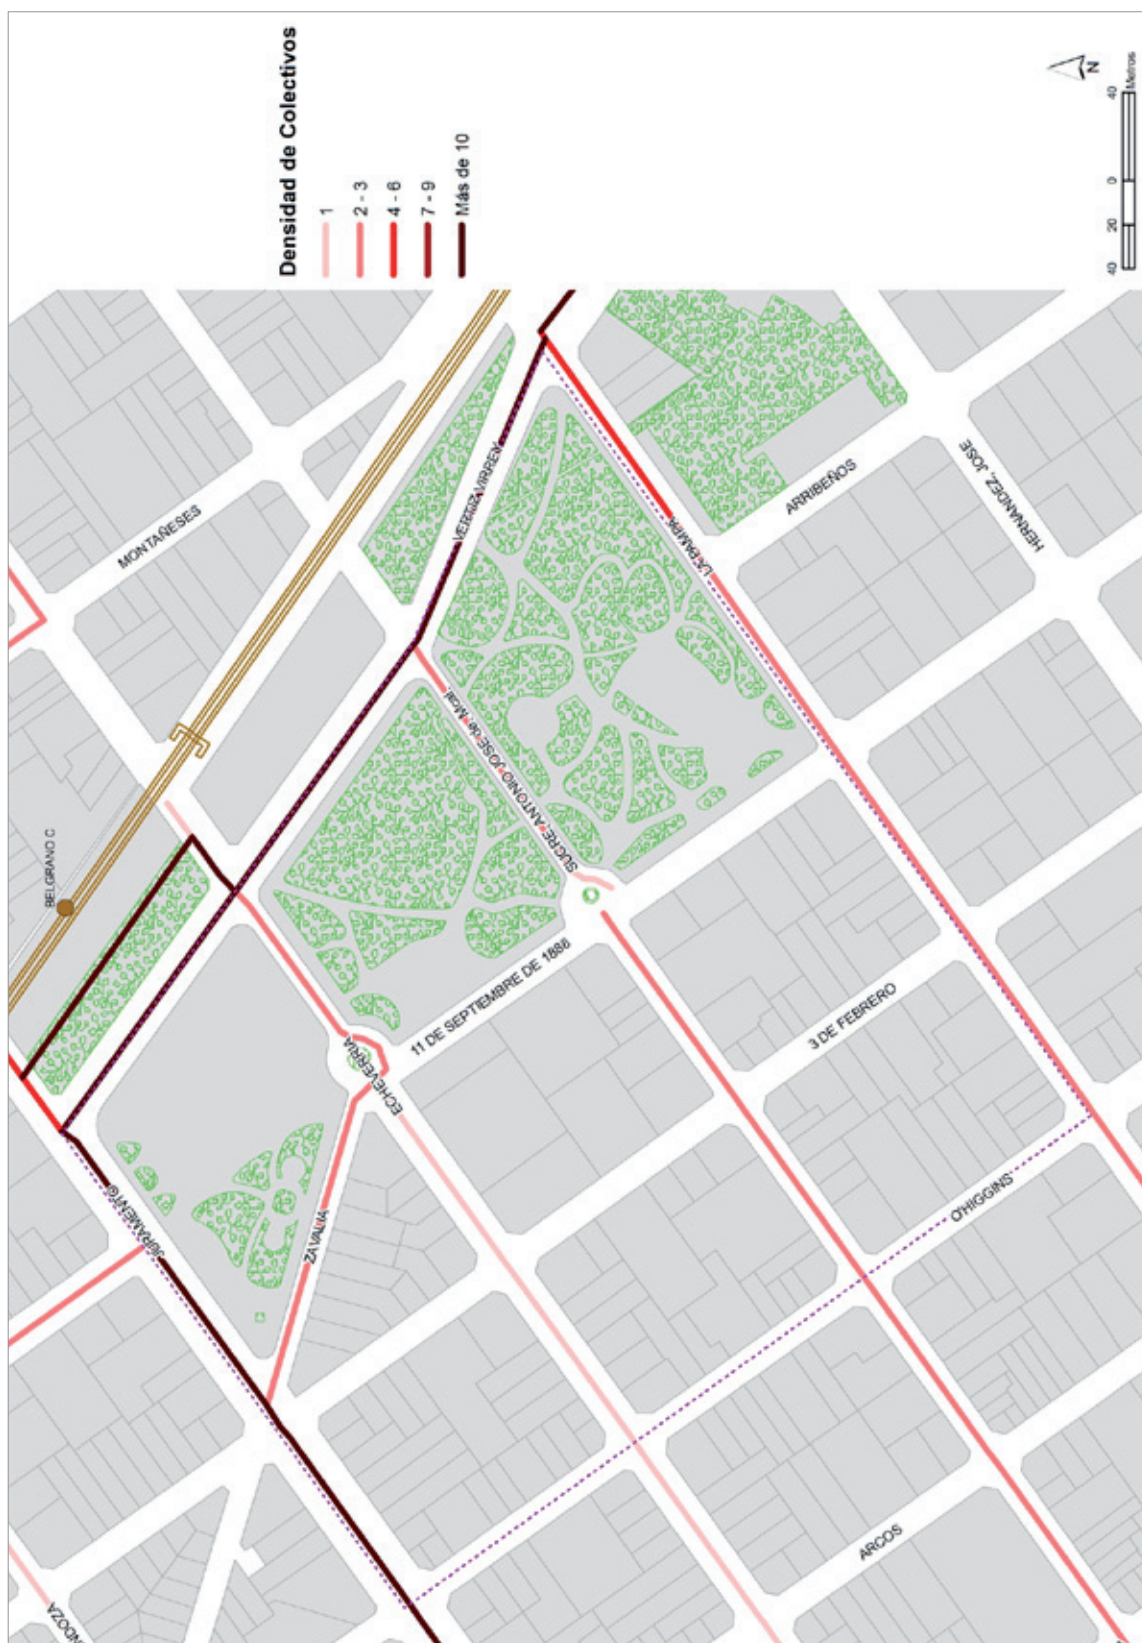 Densidad de Colectivos
1
2 - 3
4 - 6
7 - 9
Más de 10
N
40 20 0 40
Metros
MONTAÑESES
BELGRANO C
VERTIZ VIRREY
LA PAMPA
ARRIBEÑOS
HERNANDEZ, JOSE
SUCRE, ANTONIO JOSE de Mcal.
11 DE SEPTIEMBRE DE 1888
3 DE FEBRERO
ECHEVERRIA
JURAMENTO
ZAVALIA
O'HIGGINS
ARCOS
NDOZA